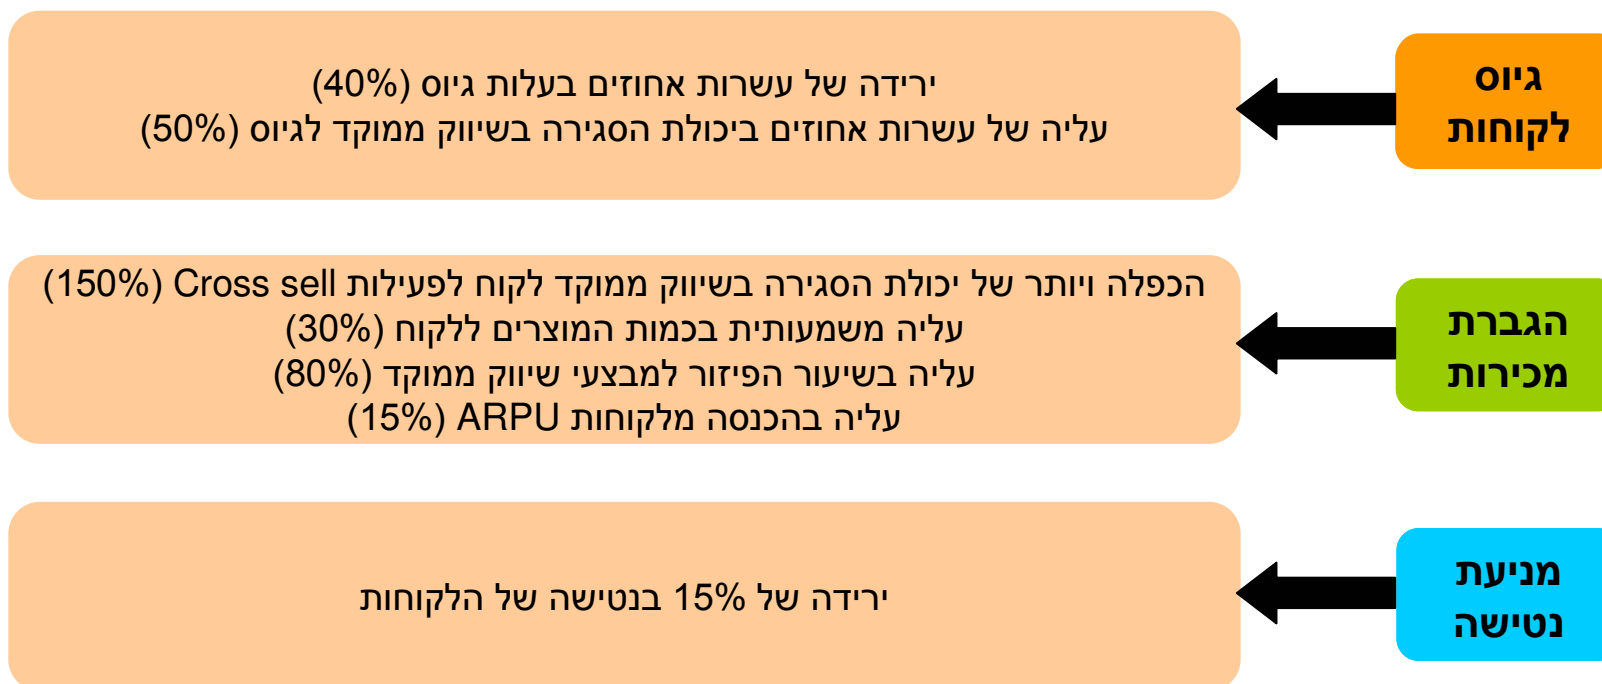 גיוס
לקוחות
ירידה של עשרות אחוזים בעלות גיוס (40%)
עליה של עשרות אחוזים ביכולת הסגירה בשיווק ממוקד לגיוס (50%)
הגברת
מכירות
הכפלה ויותר של יכולת הסגירה בשיווק ממוקד לקוח לפעילות Cross sell (150%)
עליה משמעותית בכמות המוצרים ללקוח (30%)
עליה בשיעור הפיזור למבצעי שיווק ממוקד (80%)
עליה בהכנסה מלקוחות ARPU (15%)
מניעת
נטישה
ירידה של 15% בנטישה של הלקוחות